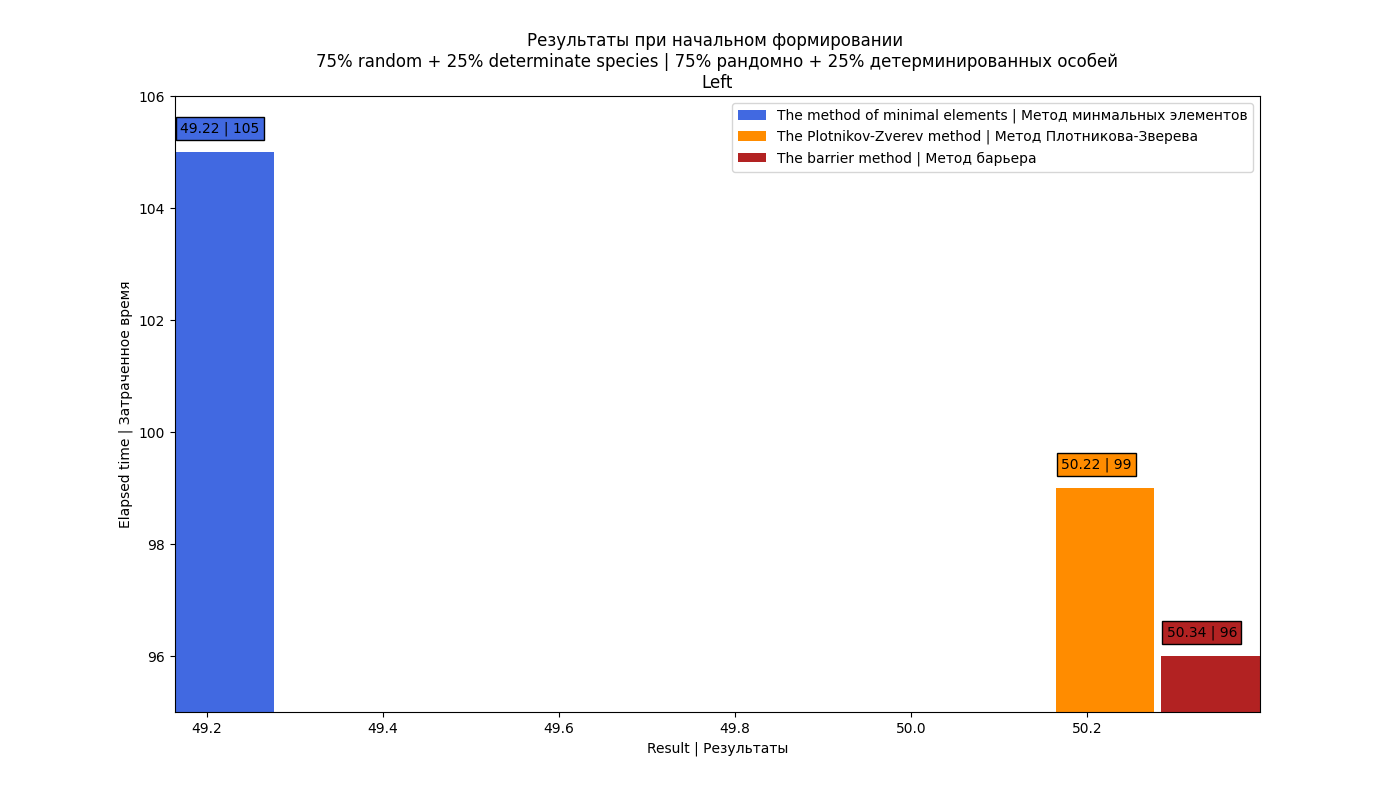 Результаты при начальном формировании
75% random + 25% determinate species | 75% рандомно + 25% детерминированных особей
Left
The method of minimal elements | Метод минмальных элементов
The Plotnikov-Zverev method | Метод Плотникова-Зверева
The barrier method | Метод барьера
49.22 | 105
50.22 | 99
50.34 | 96
Elapsed time | Затраченное время
106
104
102
100
98
96
49.2
49.4
49.6
49.8
50.0
50.2
Result | Результаты